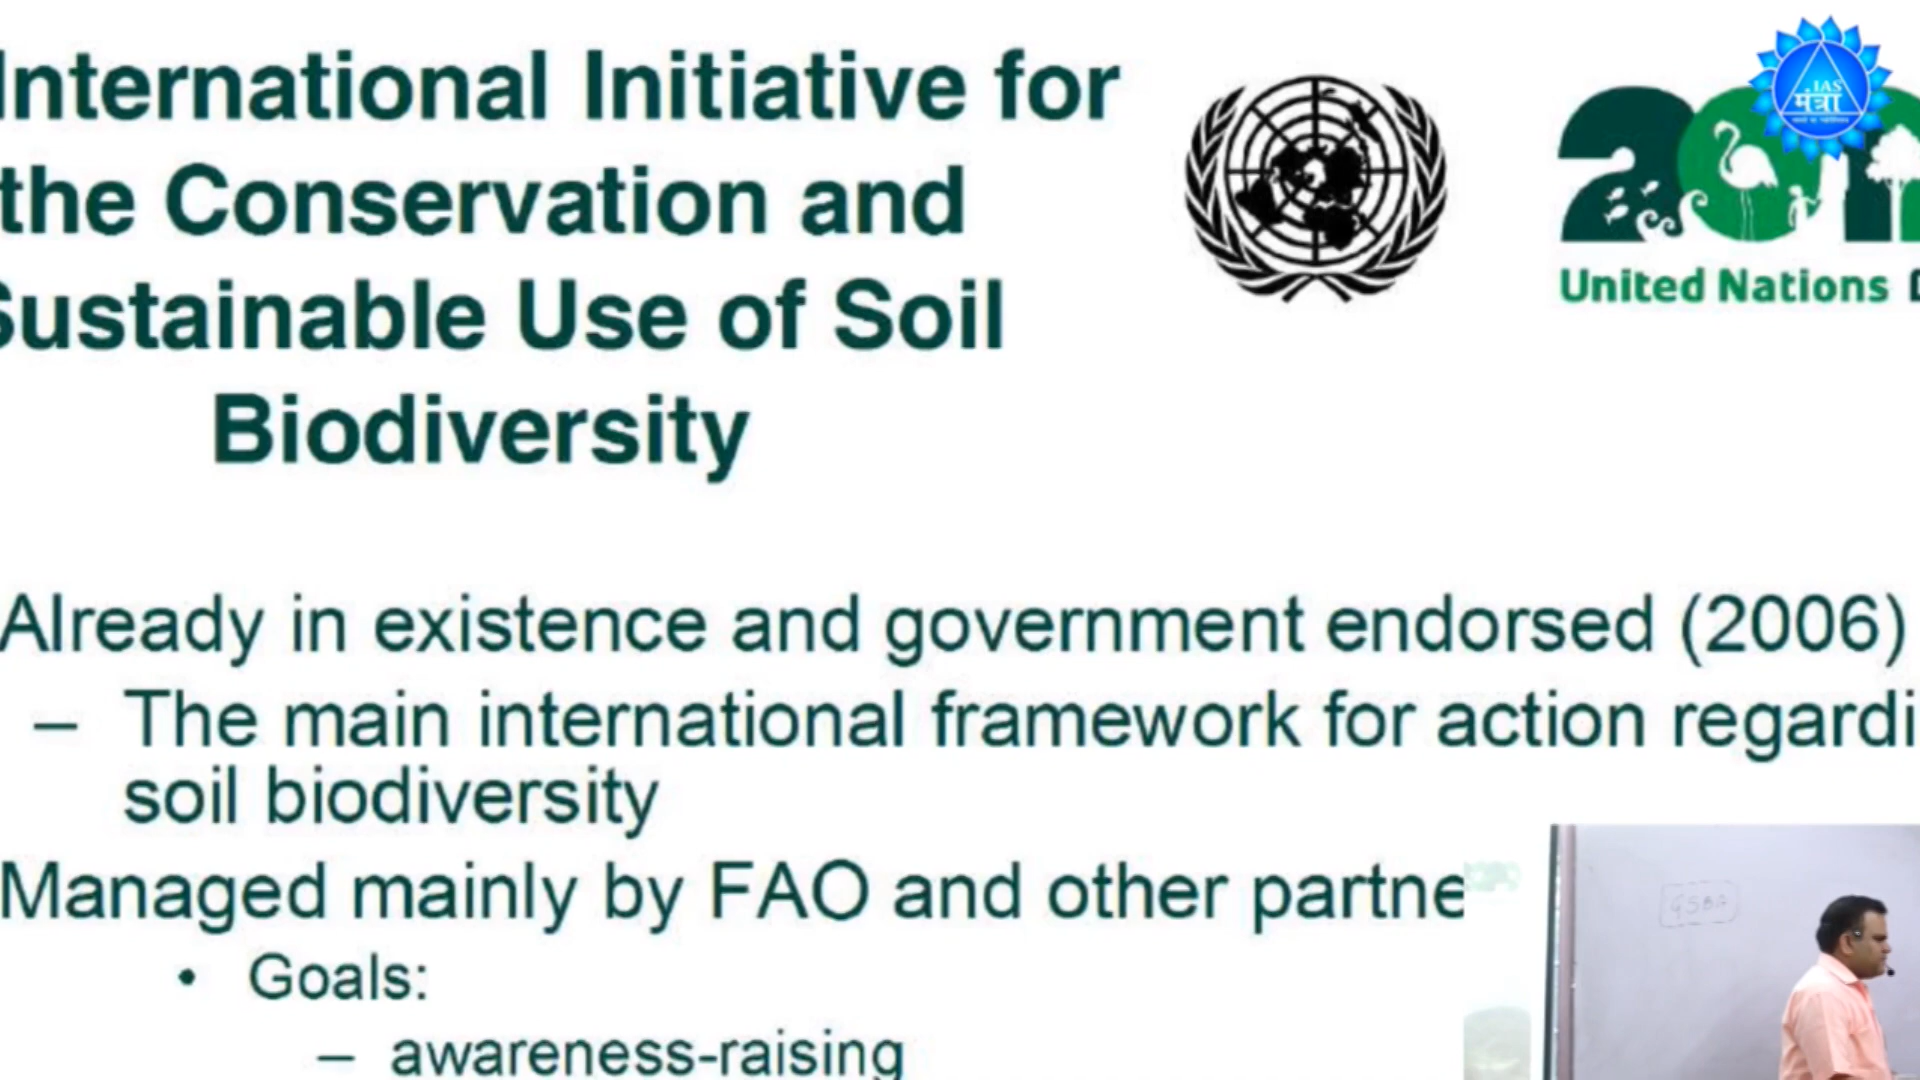 International Initiative for
the Conservation and
Sustainable Use of Soil
Biodiversity
IAS
मंत्रा
United Nations
Already in existence and government endorsed (2006)
– The main international framework for action regardi
soil biodiversity
Managed mainly by FAO and other partne
• Goals:
– awareness-raising
GSBA